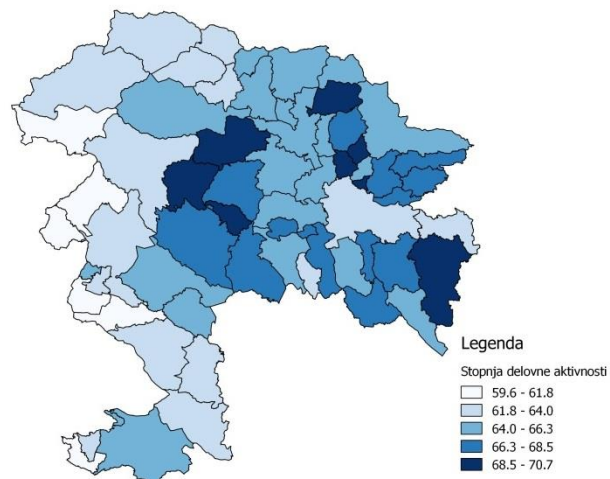 Legenda
Stopnja delovne aktivnosti
59.6 - 61.8
61.8 - 64.0
64.0 - 66.3
66.3 - 68.5
68.5 - 70.7